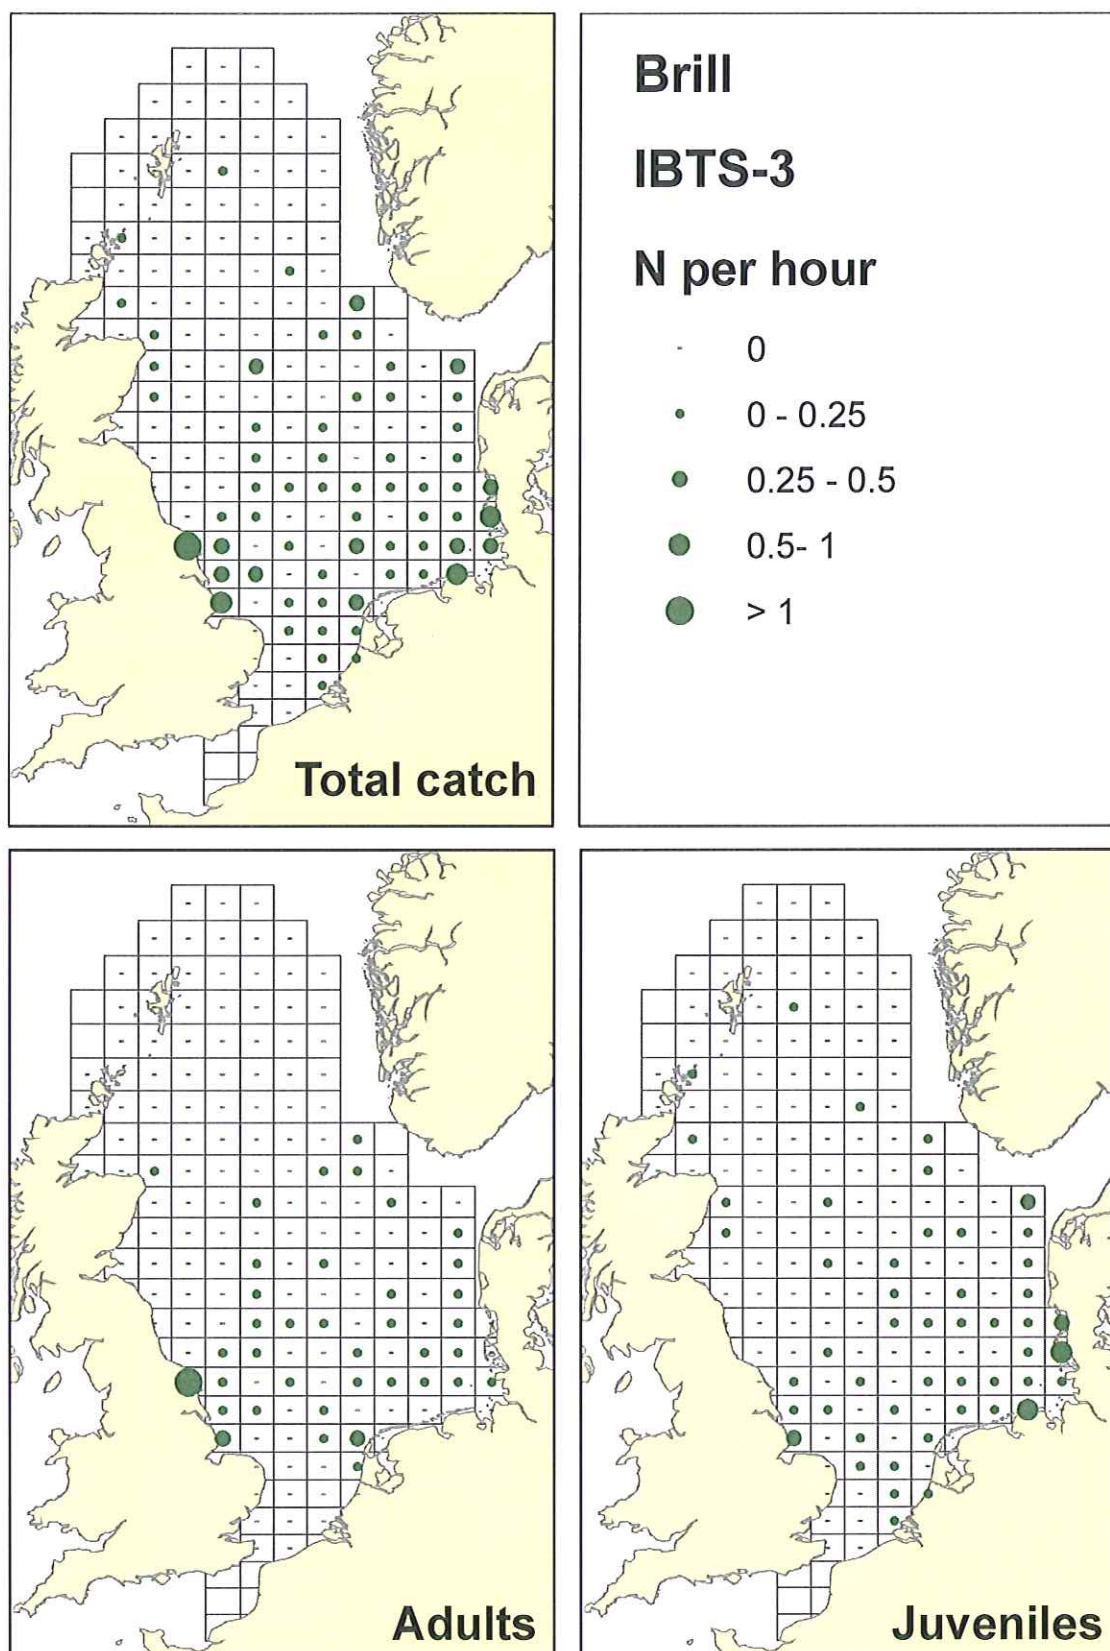 Brill
IBTS-3
N per hour
- 0
0 - 0.25
0.25 - 0.5
0.5- 1
> 1
Total catch
Adults
Juveniles